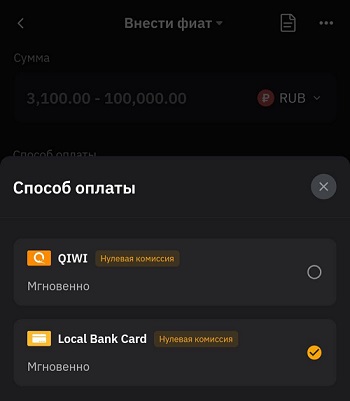 Внести фиат
Сумма
3,100.00 - 100,000.00
₽ RUB
Способ оплаты
Способ оплаты
QIWI
Нулевая комиссия
Мгновенно
Local Bank Card
Нулевая комиссия
Мгновенно